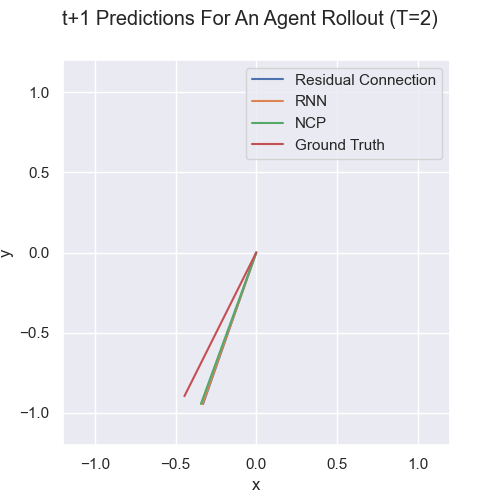 t+1 Predictions For An Agent Rollout (T=2)
Residual Connection
RNN
NCP
Ground Truth
1.0
0.5
0.0
−0.5
−1.0
y
−1.0 −0.5 0.0 0.5 1.0
x